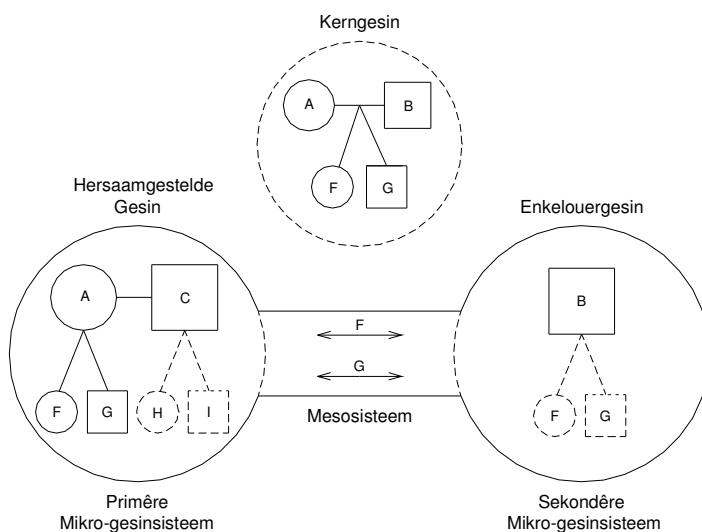 Kerngesin
A
B
F
G
Hersaamgestelde
Gesin
A
C
F
G
H
I
Primêre
Mikro-gesinsisteem
F
G
Mesosisteem
Enkelouergesin
B
F
G
Sekondêre
Mikro-gesinsisteem